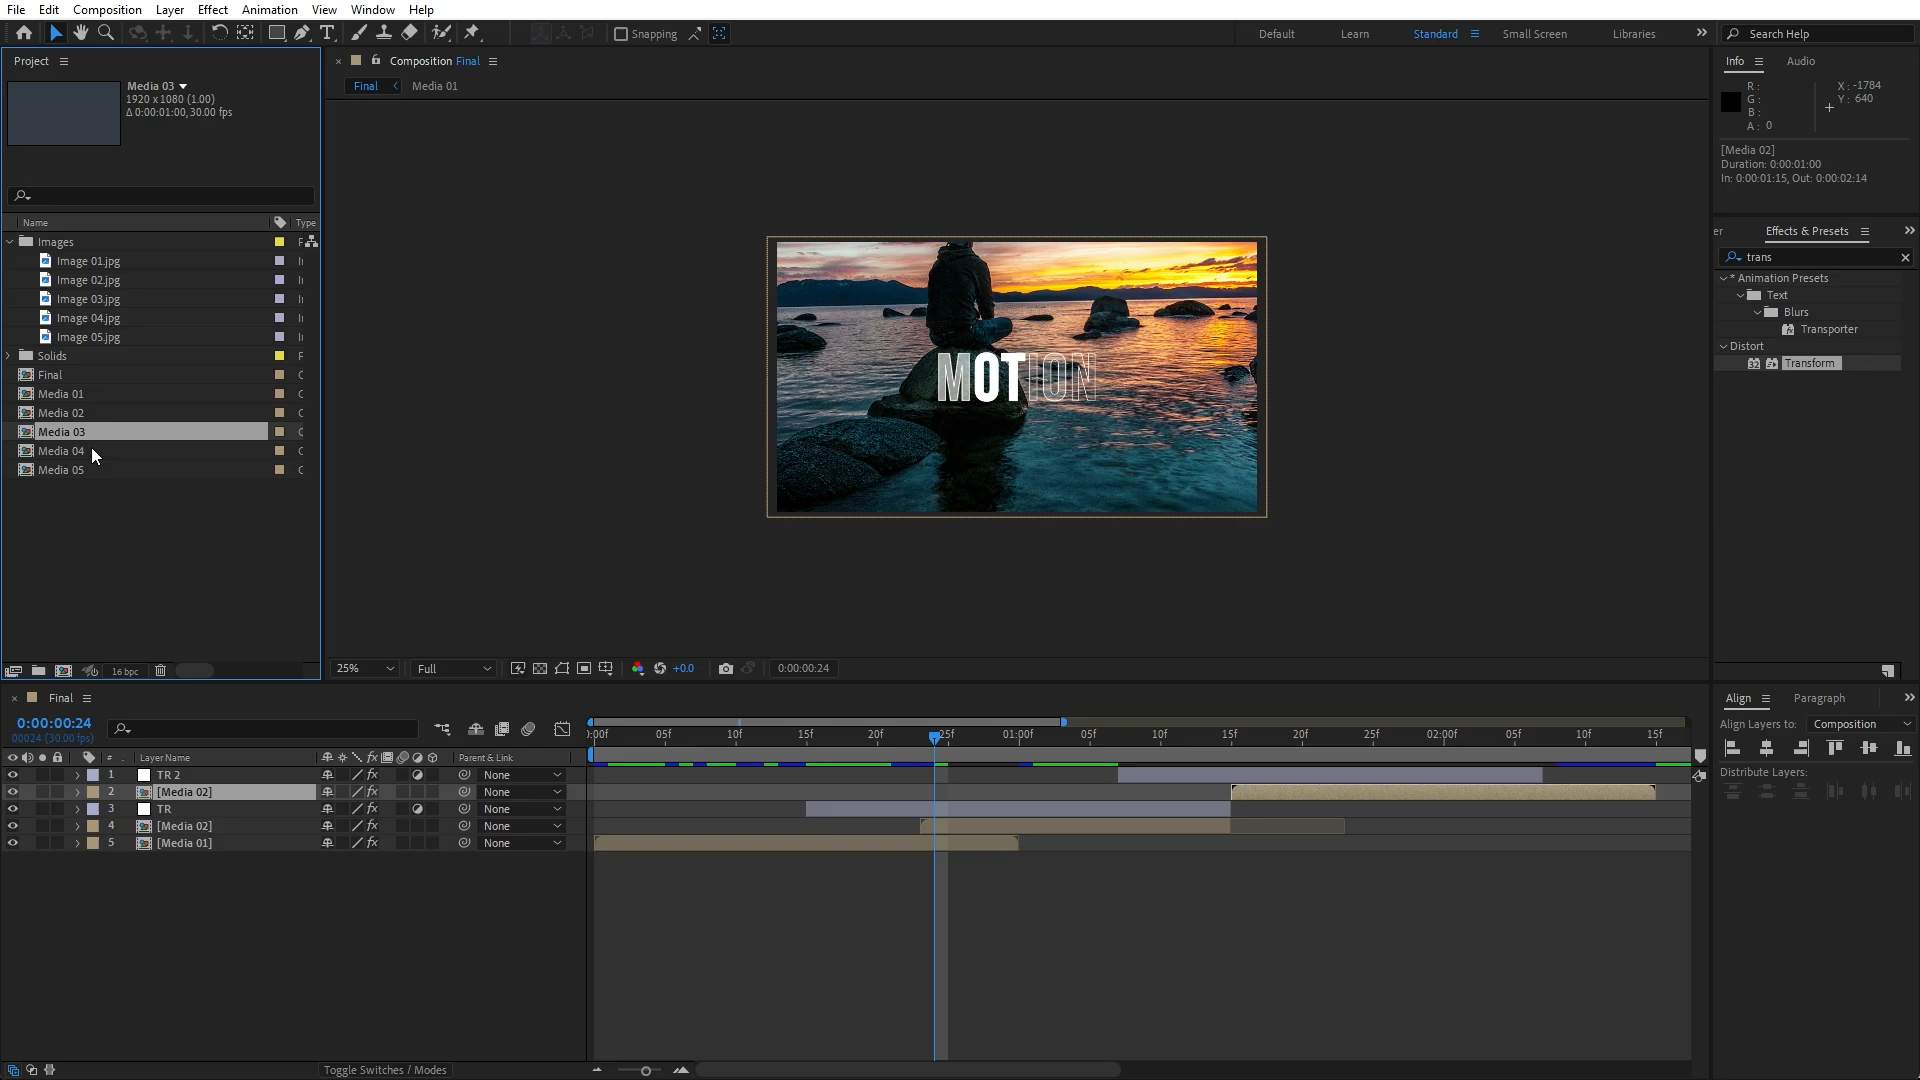 File Edit Composition Layer Effect Animation View Window Help
Snapping
Default Learn Standard Small Screen Libraries
Search Help
Project
Media 03
1920 x 1080 (1.00)
Δ 0:00:01:00, 30.00 fps
Name Type
Images
Image 01.jpg
Image 02.jpg
Image 03.jpg
Image 04.jpg
Image 05.jpg
Solids
Final
Media 01
Media 02
Media 03
Media 04
Media 05
16 bpc
Composition Final
Final Media 01
MOTION
25% Full +0.0 0:00:00:24
Info Audio
R :
G :
B :
A : 0
X : -1784
Y : 640
[Media 02]
Duration: 0:00:01:00
In: 0:00:01:15, Out: 0:00:02:14
er Effects & Presets
trans
* Animation Presets
Text
Blurs
Transporter
Distort
32 Transform
Final
0:00:00:24
00024 (30.00 fps)
# Layer Name Parent & Link
1 TR 2 None
2 [Media 02] None
3 TR None
4 [Media 02] None
5 [Media 01] None
0:00f 05f 10f 15f 20f 25f 01:00f 05f 10f 15f 20f 25f 02:00f 05f 10f 15f
Toggle Switches / Modes
Align Paragraph
Align Layers to: Composition
Distribute Layers: